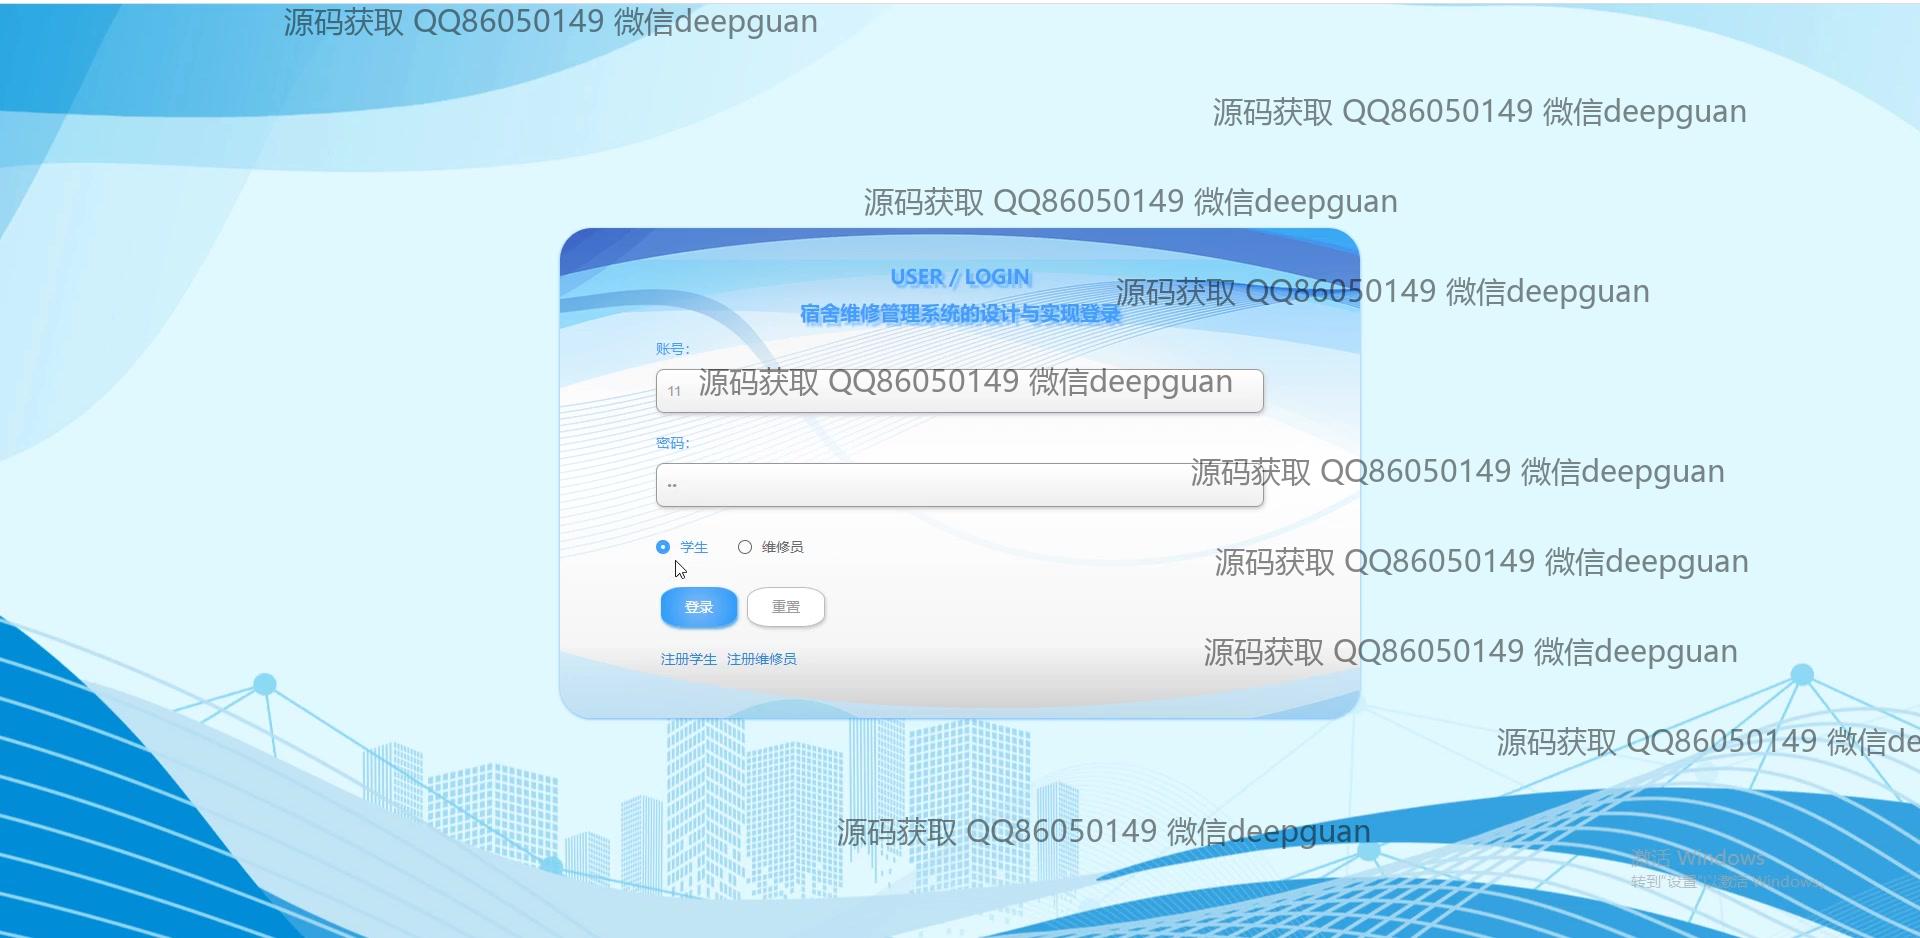 源码获取 QQ86050149 微信deepguan
源码获取 QQ86050149 微信deepguan
源码获取 QQ86050149 微信deepguan
USER / LOGIN
源码获取 QQ86050149 微信deepguan
宿舍维修管理系统的设计与实现登录
账号:
11
源码获取 QQ86050149 微信deepguan
密码:
••
源码获取 QQ86050149 微信deepguan
学生 维修员
源码获取 QQ86050149 微信deepguan
登录 重置
源码获取 QQ86050149 微信deepguan
注册学生 注册维修员
源码获取 QQ86050149 微信de
源码获取 QQ86050149 微信deepguan
激活 Windows
转到"设置"以激活 Windows。